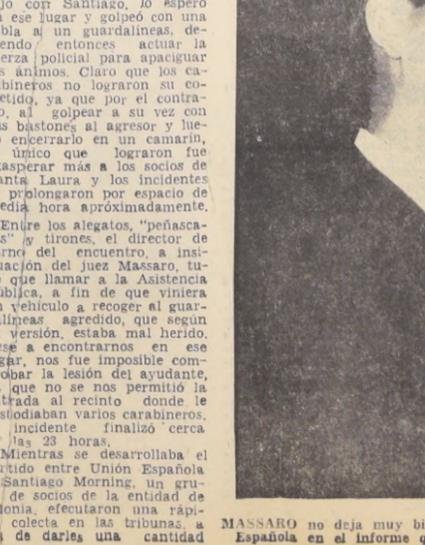 jo con Santiago, lo esperó
ese lugar y golpeó con una
bla a un guardalíneas, de-
endo entonces actuar la
erza policial para apaciguar
s ánimos. Claro que los ca-
bineros no lograron su co-
etido, ya que por el contra-
o, al golpear a su vez con
s bastones al agresor y lue-
encerrarlo en un camarín,
único que lograron fue
asperar más a los socios de
anta Laura y los incidentes
prolongaron por espacio de
edia hora apróximadamente.
Entre los alegatos, "peñasca-
s" y tirones, el director de
rno del encuentro, a insi-
uación del juez Massaro, tu-
que llamar a la Asistencia
ública, a fin de que viniera
vehículo a recoger al guar-
líneas agredido, que según
versión, estaba mal herido.
ese a encontrarnos en ese
gar, nos fue imposible com-
obar la lesión del ayudante,
que no se nos permitió la
trada al recinto donde le
stodiaban varios carabineros.
incidente finalizó cerca
las 23 horas.
Mientras se desarrollaba el
rtido entre Unión Española
Santiago Morning, un gru-
de socios de la entidad de
lonia, efecutaron una rápi-
colecta en las tribunas, a
de darles una cantidad
MASSARO no deja muy bi
Española en el informe q